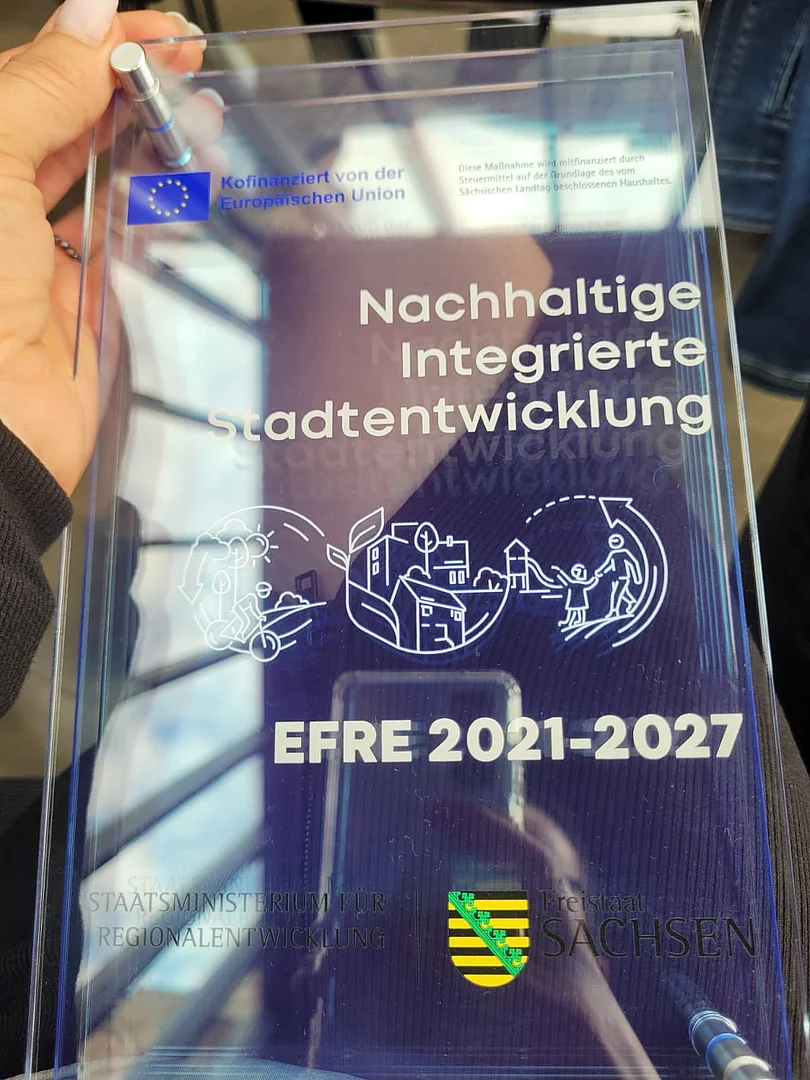 Kofinanziert von der
Europäischen Union
Diese Maßnahme wird mitfinanziert durch
Steuermittel auf der Grundlage des vom
Sächsischen Landtag beschlossenen Haushaltes.
Nachhaltige
Integrierte
Stadtentwicklung
EFRE 2021-2027
STAATSMINISTERIUM FÜR
REGIONALENTWICKLUNG
Freistaat
SACHSEN